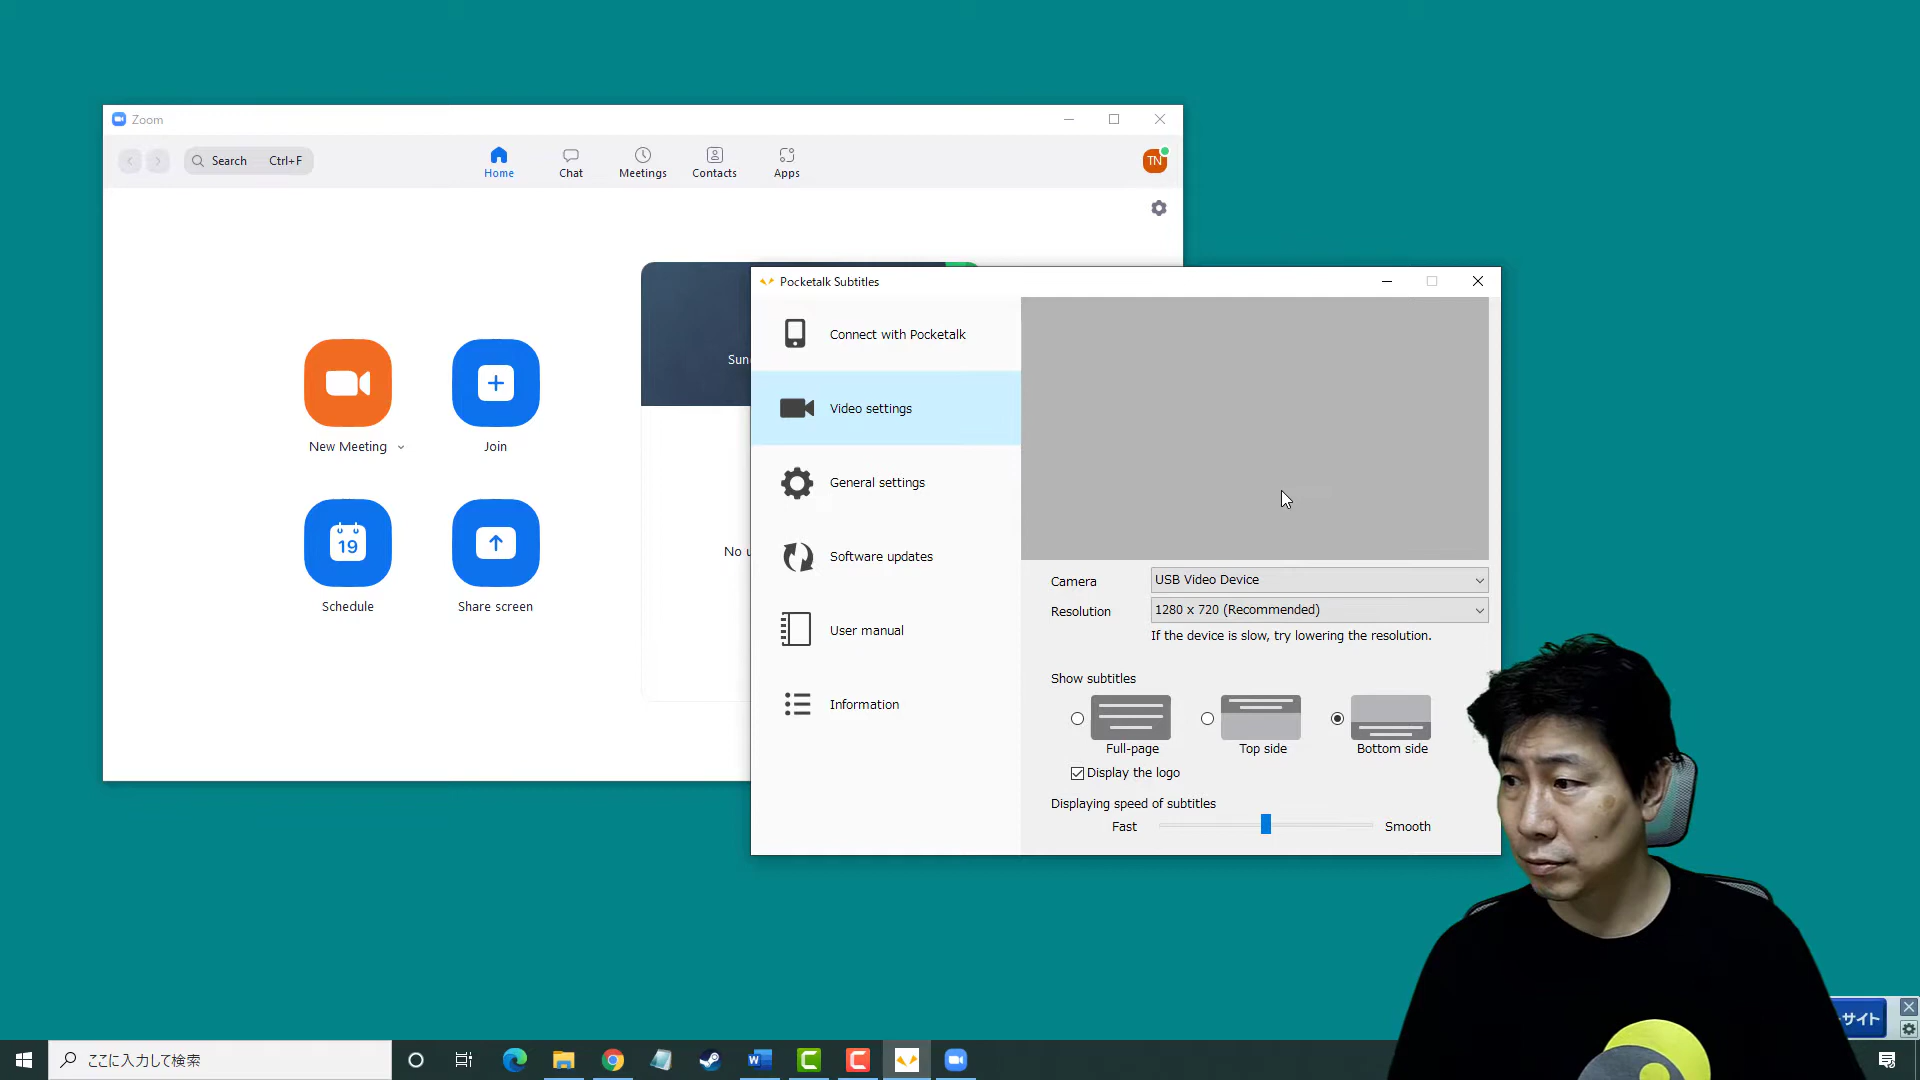 Zoom
Search Ctrl+F
Home
Chat
Meetings
Contacts
Apps
TN
New Meeting
Join
19
Schedule
Share screen
Sun
No u
Pocketalk Subtitles
Connect with Pocketalk
Video settings
General settings
Software updates
User manual
Information
Camera
USB Video Device
Resolution
1280 x 720 (Recommended)
If the device is slow, try lowering the resolution.
Show subtitles
Full-page
Top side
Bottom side
Display the logo
Displaying speed of subtitles
Fast
Smooth
サイト
ここに入力して検索